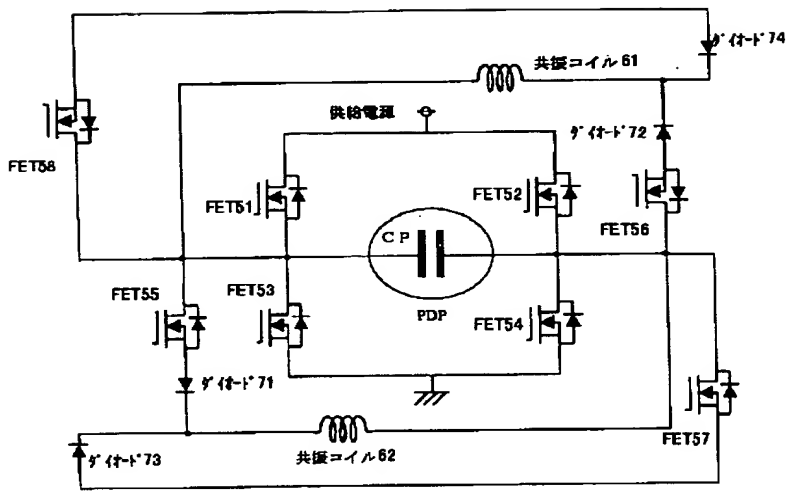 ダイオード74
共振コイル61
供給電源
ダイオード72
FET58
FET51
FET52
FET56
CP
FET55
FET53
PDP
FET54
ダイオード71
FET57
ダイオード73
共振コイル62